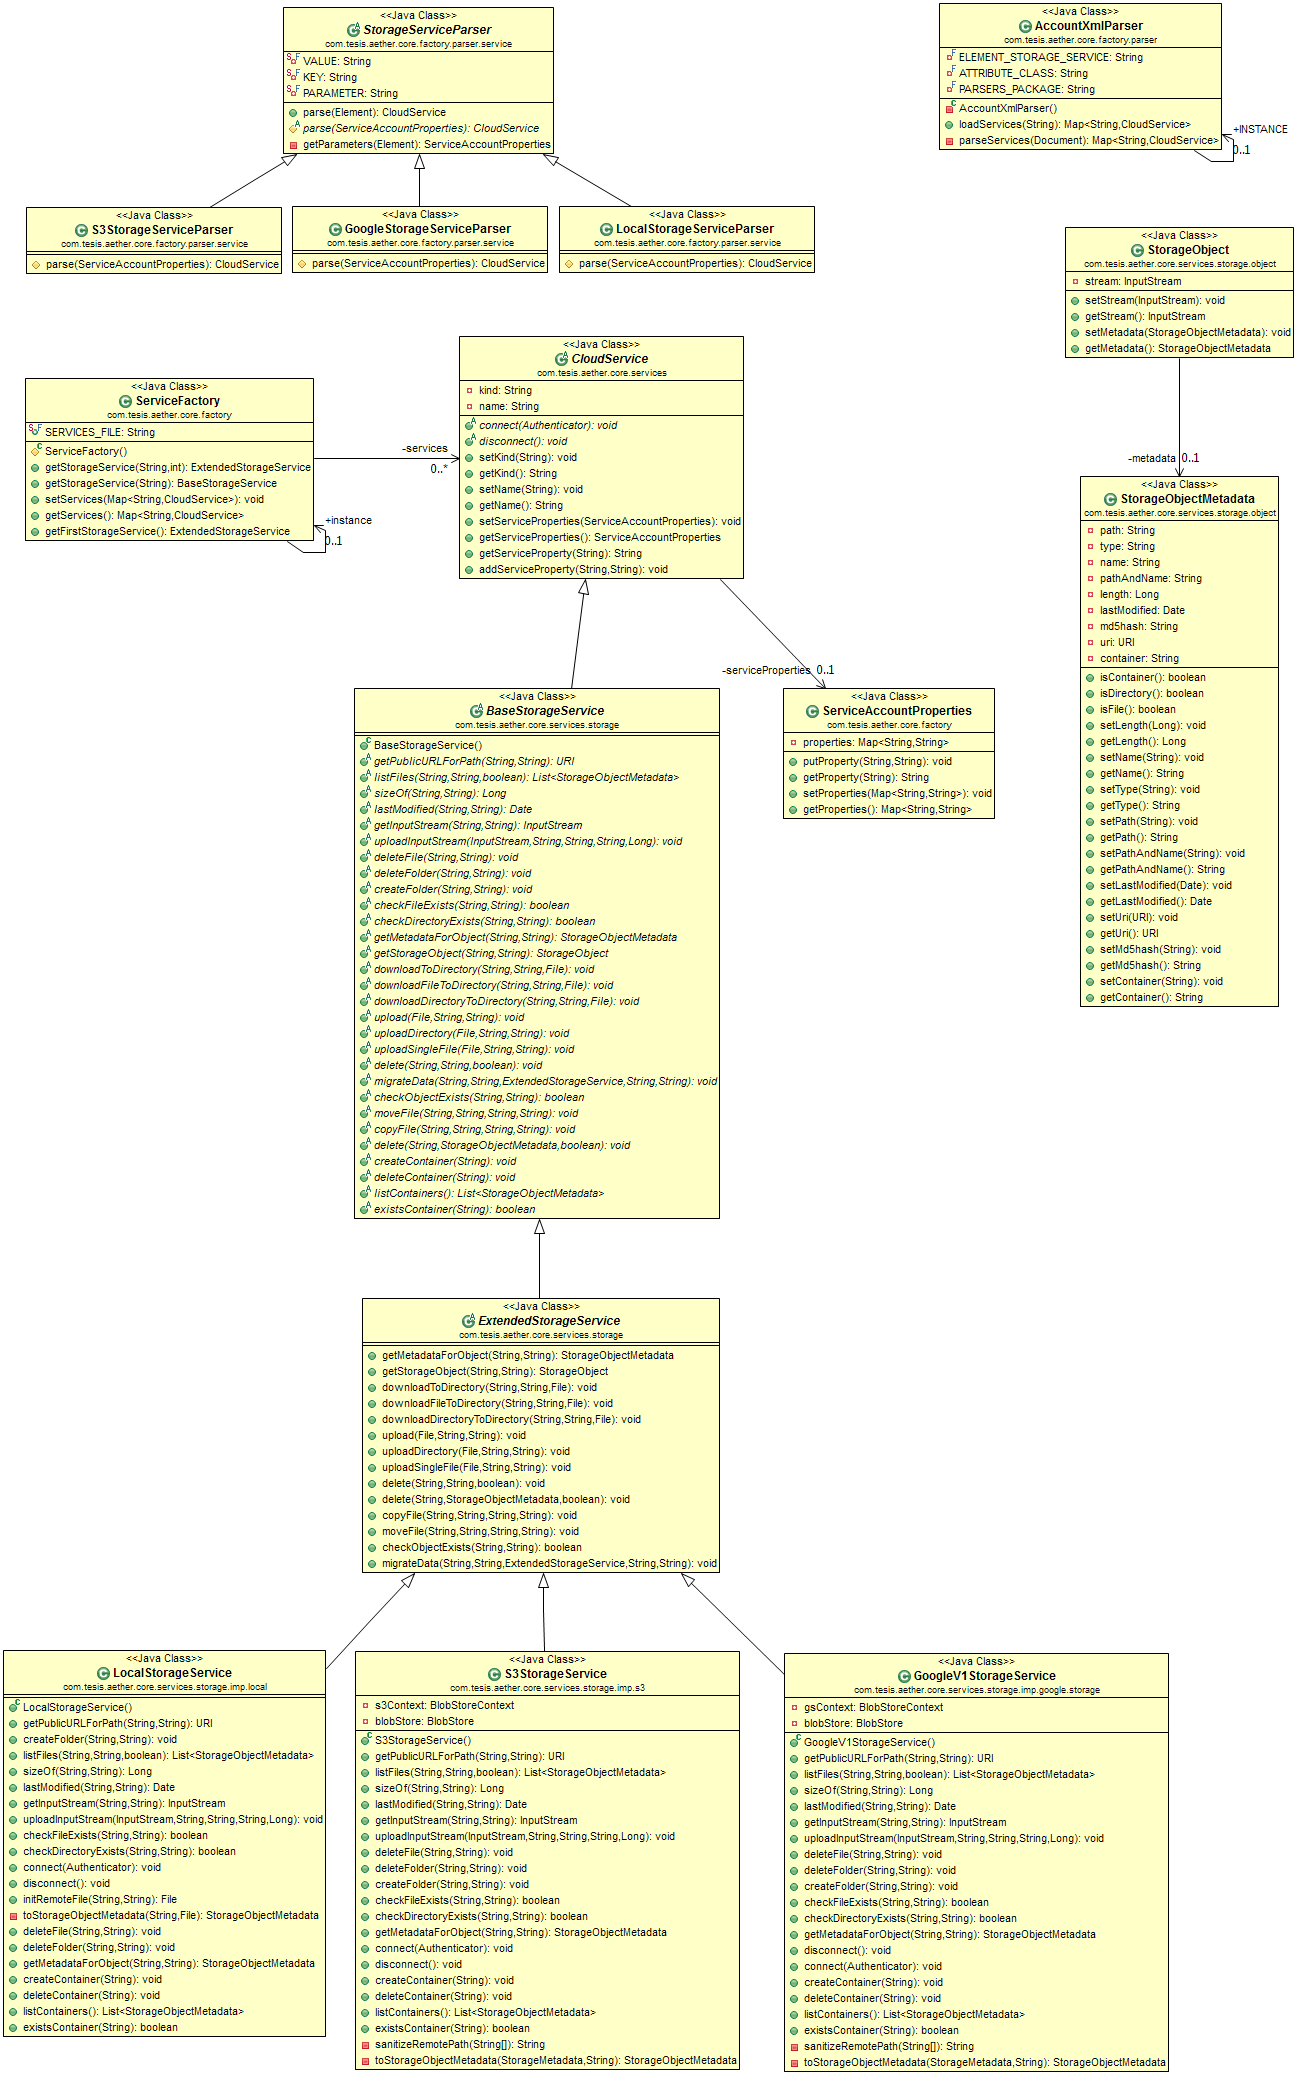 <<Java Class>>
StorageServiceParser
com.tesis.aether.core.factory.parser.service
VALUE: String
KEY: String
PARAMETER: String
parse(Element): CloudService
parse(ServiceAccountProperties): CloudService
getParameters(Element): ServiceAccountProperties
<<Java Class>>
AccountXmlParser
com.tesis.aether.core.factory.parser
ELEMENT_STORAGE_SERVICE: String
ATTRIBUTE_CLASS: String
PARSERS_PACKAGE: String
AccountXmlParser()
loadServices(String): Map<String,CloudService>
parseServices(Document): Map<String,CloudService>
+INSTANCE
0..1
<<Java Class>>
S3StorageServiceParser
com.tesis.aether.core.factory.parser.service
parse(ServiceAccountProperties): CloudService
<<Java Class>>
GoogleStorageServiceParser
com.tesis.aether.core.factory.parser.service
parse(ServiceAccountProperties): CloudService
<<Java Class>>
LocalStorageServiceParser
com.tesis.aether.core.factory.parser.service
parse(ServiceAccountProperties): CloudService
<<Java Class>>
StorageObject
com.tesis.aether.core.services.storage.object
stream: InputStream
setStream(InputStream): void
getStream(): InputStream
setMetadata(StorageObjectMetadata): void
getMetadata(): StorageObjectMetadata
-metadata 0..1
<<Java Class>>
ServiceFactory
com.tesis.aether.core.factory
SERVICES_FILE: String
ServiceFactory()
getStorageService(String,int): ExtendedStorageService
getStorageService(String): BaseStorageService
setServices(Map<String,CloudService>): void
getServices(): Map<String,CloudService>
getFirstStorageService(): ExtendedStorageService
+instance
0..1
-services
0..*
<<Java Class>>
CloudService
com.tesis.aether.core.services
kind: String
name: String
connect(Authenticator): void
disconnect(): void
setKind(String): void
getKind(): String
setName(String): void
getName(): String
setServiceProperties(ServiceAccountProperties): void
getServiceProperties(): ServiceAccountProperties
getServiceProperty(String): String
addServiceProperty(String,String): void
-serviceProperties 0..1
<<Java Class>>
StorageObjectMetadata
com.tesis.aether.core.services.storage.object
path: String
type: String
name: String
pathAndName: String
length: Long
lastModified: Date
md5hash: String
uri: URI
container: String
isContainer(): boolean
isDirectory(): boolean
isFile(): boolean
setLength(Long): void
getLength(): Long
setName(String): void
getName(): String
setType(String): void
getType(): String
setPath(String): void
getPath(): String
setPathAndName(String): void
getPathAndName(): String
setLastModified(Date): void
getLastModified(): Date
setUri(URI): void
getUri(): URI
setMd5hash(String): void
getMd5hash(): String
setContainer(String): void
getContainer(): String
<<Java Class>>
BaseStorageService
com.tesis.aether.core.services.storage
BaseStorageService()
getPublicURLForPath(String,String): URI
listFiles(String,String,boolean): List<StorageObjectMetadata>
sizeOf(String,String): Long
lastModified(String,String): Date
getInputStream(String,String): InputStream
uploadInputStream(InputStream,String,String,String,Long): void
deleteFile(String,String): void
deleteFolder(String,String): void
createFolder(String,String): void
checkFileExists(String,String): boolean
checkDirectoryExists(String,String): boolean
getMetadataForObject(String,String): StorageObjectMetadata
getStorageObject(String,String): StorageObject
downloadToDirectory(String,String,File): void
downloadFileToDirectory(String,String,File): void
downloadDirectoryToDirectory(String,String,File): void
upload(File,String,String): void
uploadDirectory(File,String,String): void
uploadSingleFile(File,String,String): void
delete(String,String,boolean): void
migrateData(String,String,ExtendedStorageService,String,String): void
checkObjectExists(String,String): boolean
moveFile(String,String,String,String): void
copyFile(String,String,String,String): void
delete(String,StorageObjectMetadata,boolean): void
createContainer(String): void
deleteContainer(String): void
listContainers(): List<StorageObjectMetadata>
existsContainer(String): boolean
<<Java Class>>
ServiceAccountProperties
com.tesis.aether.core.factory
properties: Map<String,String>
putProperty(String,String): void
getProperty(String): String
setProperties(Map<String,String>): void
getProperties(): Map<String,String>
<<Java Class>>
ExtendedStorageService
com.tesis.aether.core.services.storage
getMetadataForObject(String,String): StorageObjectMetadata
getStorageObject(String,String): StorageObject
downloadToDirectory(String,String,File): void
downloadFileToDirectory(String,String,File): void
downloadDirectoryToDirectory(String,String,File): void
upload(File,String,String): void
uploadDirectory(File,String,String): void
uploadSingleFile(File,String,String): void
delete(String,String,boolean): void
delete(String,StorageObjectMetadata,boolean): void
copyFile(String,String,String,String): void
moveFile(String,String,String,String): void
checkObjectExists(String,String): boolean
migrateData(String,String,ExtendedStorageService,String,String): void
<<Java Class>>
LocalStorageService
com.tesis.aether.core.services.storage.imp.local
LocalStorageService()
getPublicURLForPath(String,String): URI
createFolder(String,String): void
listFiles(String,String,boolean): List<StorageObjectMetadata>
sizeOf(String,String): Long
lastModified(String,String): Date
getInputStream(String,String): InputStream
uploadInputStream(InputStream,String,String,String,Long): void
checkFileExists(String,String): boolean
checkDirectoryExists(String,String): boolean
connect(Authenticator): void
disconnect(): void
initRemoteFile(String,String): File
toStorageObjectMetadata(String,File): StorageObjectMetadata
deleteFile(String,String): void
deleteFolder(String,String): void
getMetadataForObject(String,String): StorageObjectMetadata
createContainer(String): void
deleteContainer(String): void
listContainers(): List<StorageObjectMetadata>
existsContainer(String): boolean
<<Java Class>>
S3StorageService
com.tesis.aether.core.services.storage.imp.s3
s3Context: BlobStoreContext
blobStore: BlobStore
S3StorageService()
getPublicURLForPath(String,String): URI
listFiles(String,String,boolean): List<StorageObjectMetadata>
sizeOf(String,String): Long
lastModified(String,String): Date
getInputStream(String,String): InputStream
uploadInputStream(InputStream,String,String,String,Long): void
deleteFile(String,String): void
deleteFolder(String,String): void
createFolder(String,String): void
checkFileExists(String,String): boolean
checkDirectoryExists(String,String): boolean
getMetadataForObject(String,String): StorageObjectMetadata
connect(Authenticator): void
disconnect(): void
createContainer(String): void
deleteContainer(String): void
listContainers(): List<StorageObjectMetadata>
existsContainer(String): boolean
sanitizeRemotePath(String[]): String
toStorageObjectMetadata(StorageMetadata,String): StorageObjectMetadata
<<Java Class>>
GoogleV1StorageService
com.tesis.aether.core.services.storage.imp.google.storage
gsContext: BlobStoreContext
blobStore: BlobStore
GoogleV1StorageService()
getPublicURLForPath(String,String): URI
listFiles(String,String,boolean): List<StorageObjectMetadata>
sizeOf(String,String): Long
lastModified(String,String): Date
getInputStream(String,String): InputStream
uploadInputStream(InputStream,String,String,String,Long): void
deleteFile(String,String): void
deleteFolder(String,String): void
createFolder(String,String): void
checkFileExists(String,String): boolean
checkDirectoryExists(String,String): boolean
getMetadataForObject(String,String): StorageObjectMetadata
disconnect(): void
connect(Authenticator): void
createContainer(String): void
deleteContainer(String): void
listContainers(): List<StorageObjectMetadata>
existsContainer(String): boolean
sanitizeRemotePath(String[]): String
toStorageObjectMetadata(StorageMetadata,String): StorageObjectMetadata